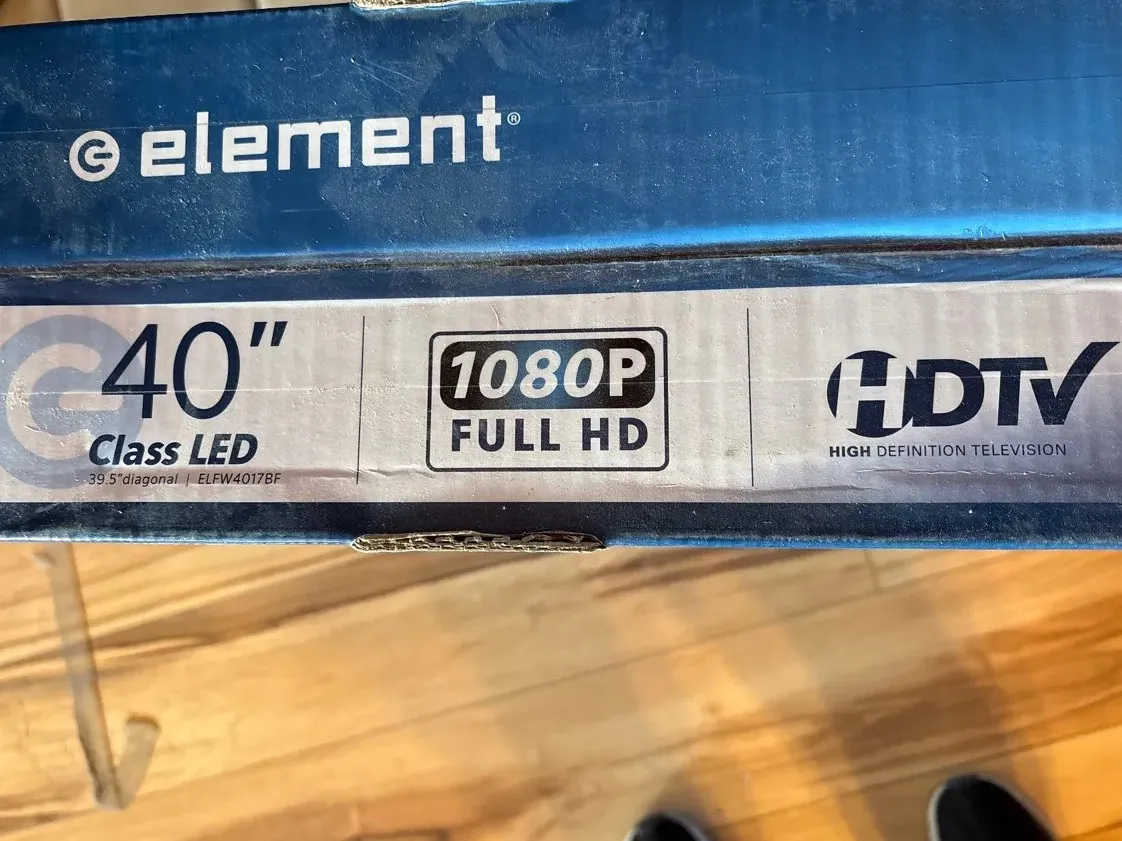 element®
40"
Class LED
39.5"diagonal | ELFW4017BF
1080P
FULL HD
HDTV
HIGH DEFINITION TELEVISION